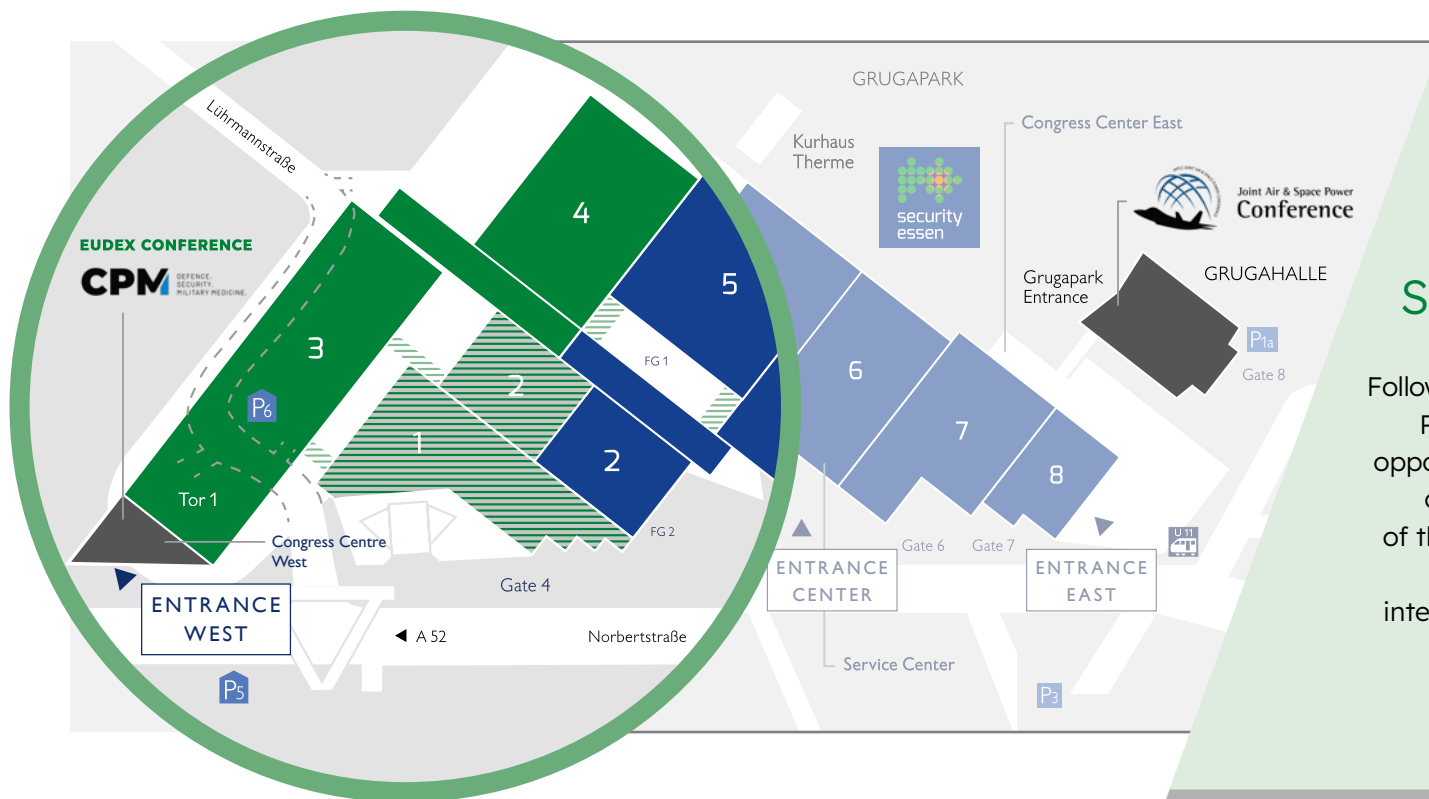 GRUGAPARK
Lührmannstraße
Congress Center East
Kurhaus
Therme
security
essen
Joint Air & Space Power
Conference
EUDEX CONFERENCE
CPM
DEFENCE.
SECURITY.
MILITARY MEDICINE.
Grugapark
Entrance
GRUGAHALLE
4
5
3
2
1
2
6
7
8
FG 1
FG 2
P6
P1a
Gate 8
Tor 1
Congress Centre
West
Gate 4
Gate 6
Gate 7
U 11
ENTRANCE
WEST
ENTRANCE
CENTER
ENTRANCE
EAST
A 52
Norbertstraße
Service Center
P5
P3
S
Follow
oppo
of th
inte